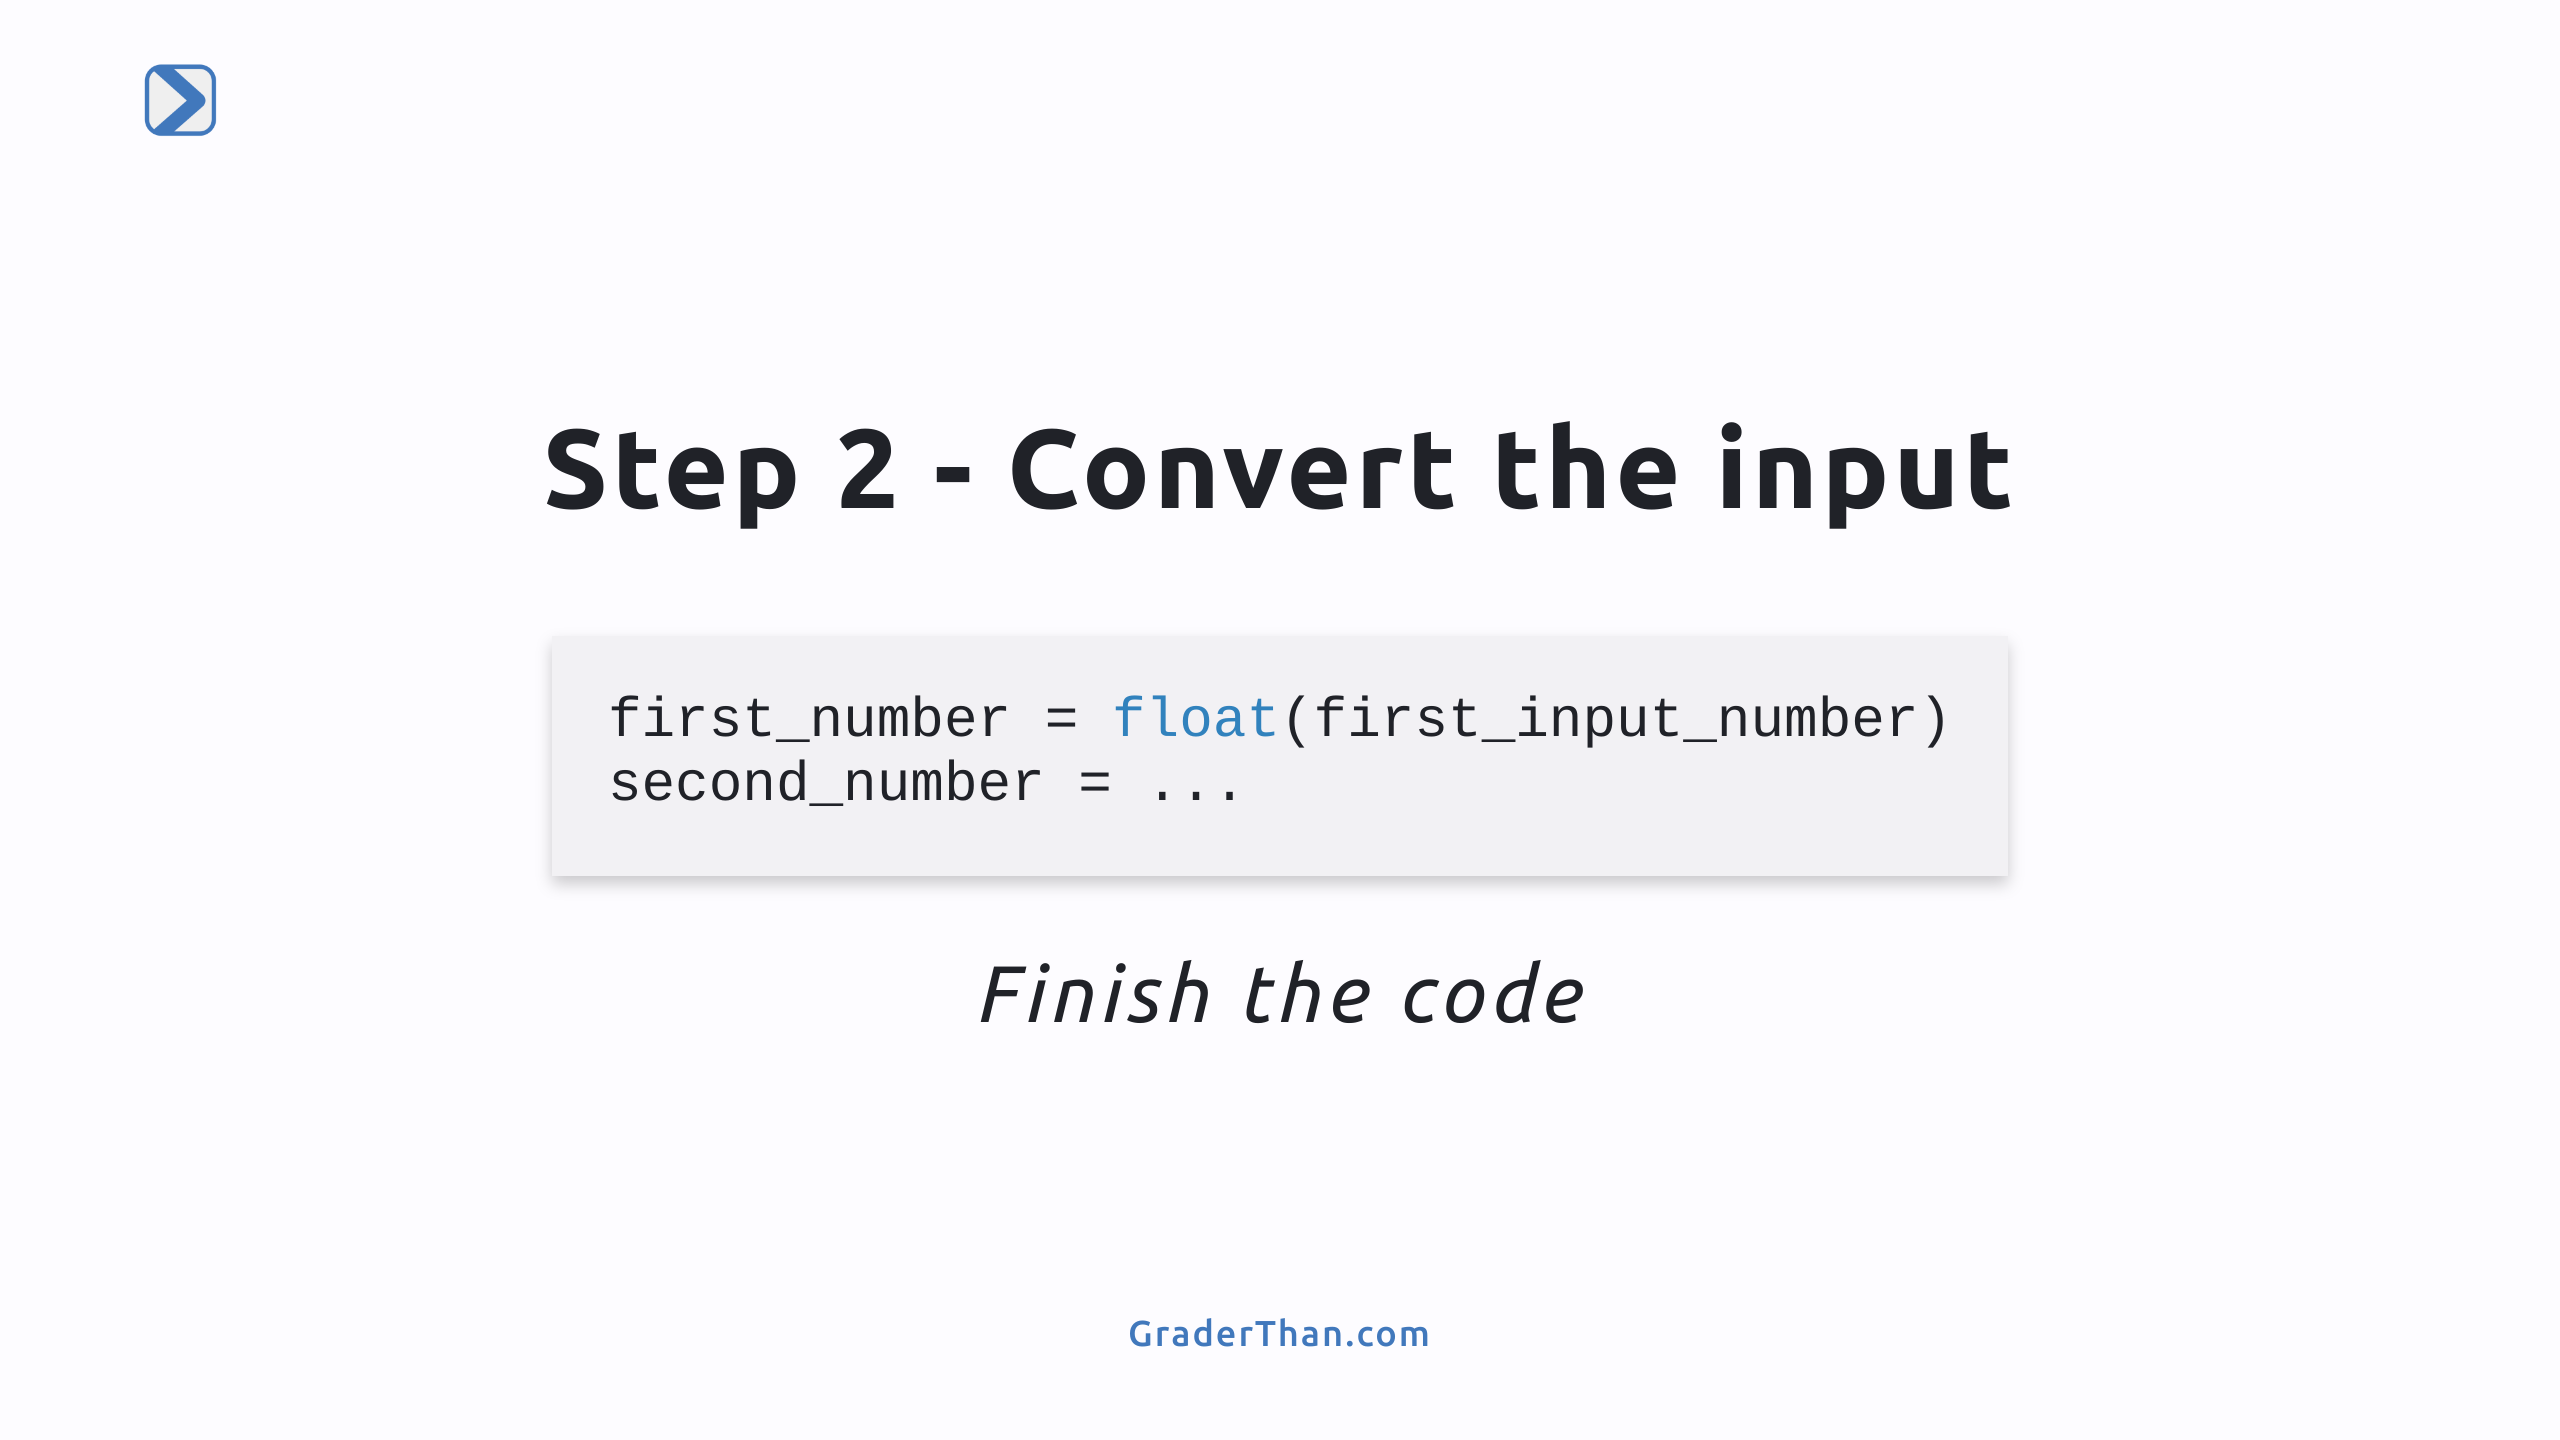 Step 2 - Convert the input
first_number = float(first_input_number)
second_number = ...
Finish the code
GraderThan.com